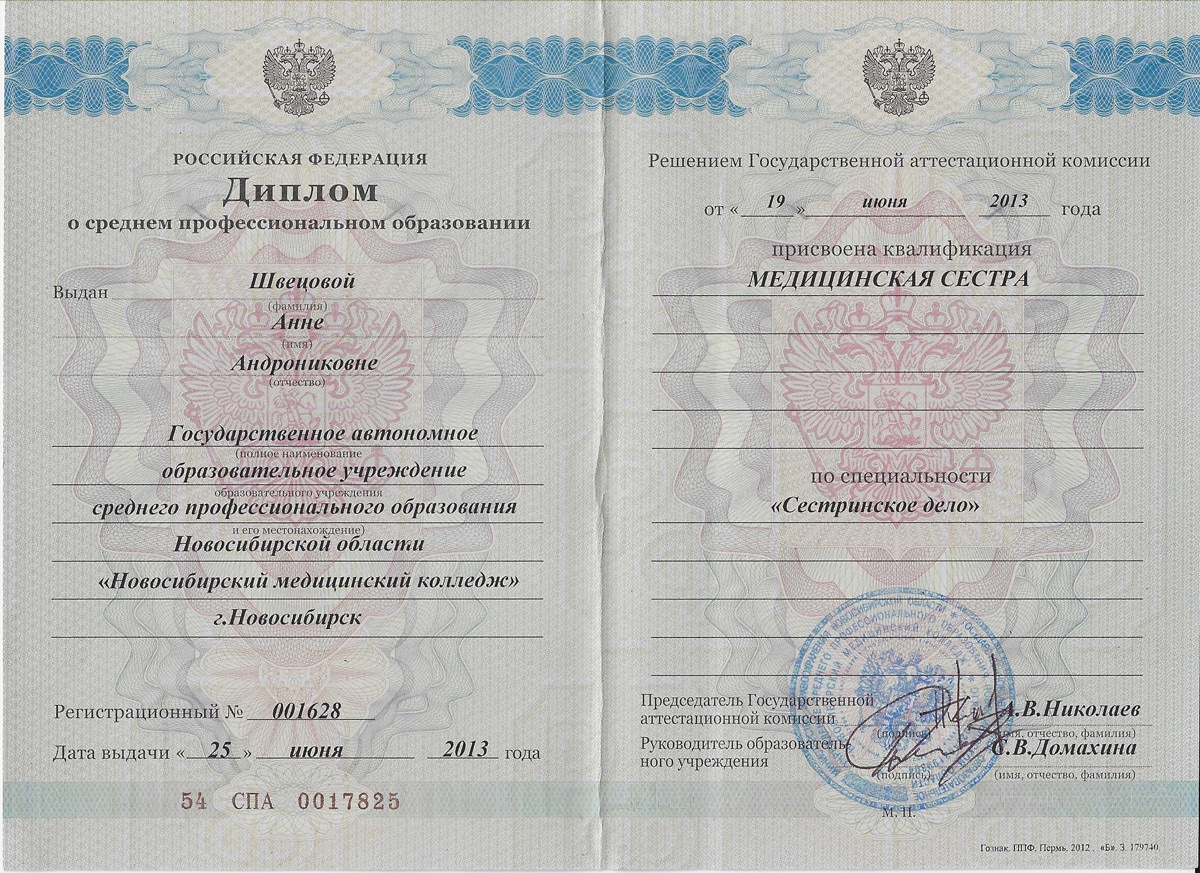 РОССИЙСКАЯ ФЕДЕРАЦИЯ
Диплом
о среднем профессиональном образовании
Выдан Швецовой
(фамилия)
Анне
(имя)
Андрониковне
(отчество)
Государственное автономное
(полное наименование
образовательное учреждение
образовательного учреждения
среднего профессионального образования
и его местонахождение)
Новосибирской области
«Новосибирский медицинский колледж»
г.Новосибирск
Регистрационный № 001628
Дата выдачи « 25 » июня 2013 года
54 СПА 0017825
Решением Государственной аттестационной комиссии
от « 19 » июня 2013 года
присвоена квалификация
МЕДИЦИНСКАЯ СЕСТРА
по специальности
«Сестринское дело»
Председатель Государственной
аттестационной комиссии А.В.Николаев
(подпись) (имя, отчество, фамилия)
Руководитель образователь-
ного учреждения С.В.Домахина
(подпись) (имя, отчество, фамилия)
М. П.
Гознак. ППФ. Пермь. 2012 . «Б». З. 179740.